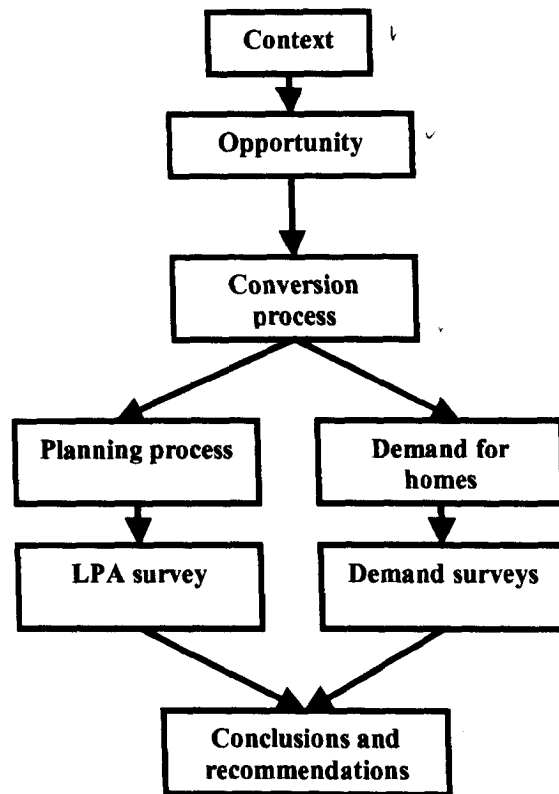 Context
Opportunity
Conversion
process
Planning process
Demand for
homes
LPA survey
Demand surveys
Conclusions and
recommendations